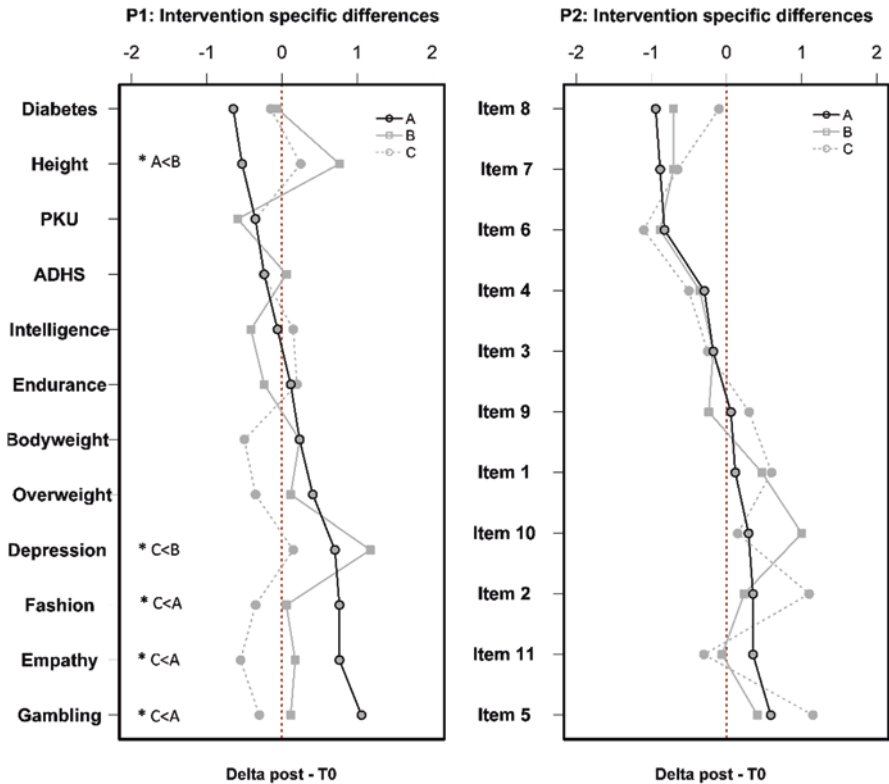 P1: Intervention specific differences
-2 -1 0 1 2
Diabetes
Height
PKU
ADHS
Intelligence
Endurance
Bodyweight
Overweight
Depression
Fashion
Empathy
Gambling
* A<B
* C<B
* C<A
* C<A
* C<A
A
B
C
Delta post - T0
P2: Intervention specific differences
-2 -1 0 1 2
Item 8
Item 7
Item 6
Item 4
Item 3
Item 9
Item 1
Item 10
Item 2
Item 11
Item 5
A
B
C
Delta post - T0